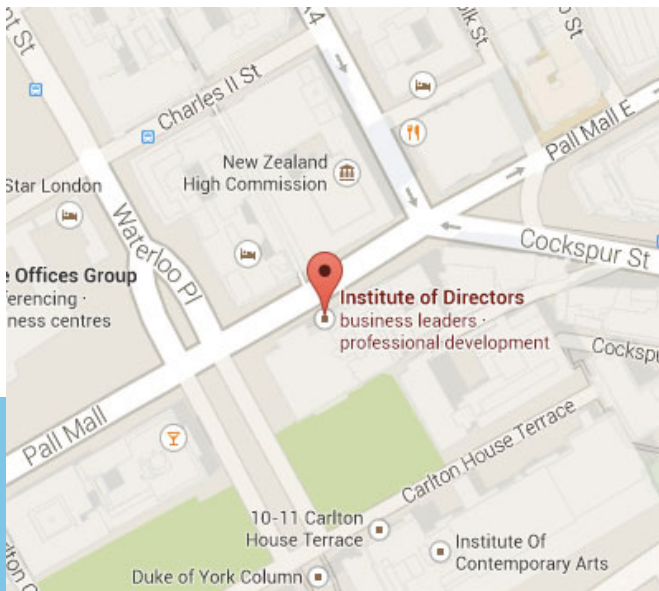 A4
Charles II St
Pall Mall E
New Zealand
High Commission
Star London
Waterloo Pl
Cockspur St
Offices Group
ness centres
Institute of Directors
business leaders ·
professional development
Pall Mall
Carlton House Terrace
10-11 Carlton
House Terrace
Institute Of
Contemporary Arts
Duke of York Column